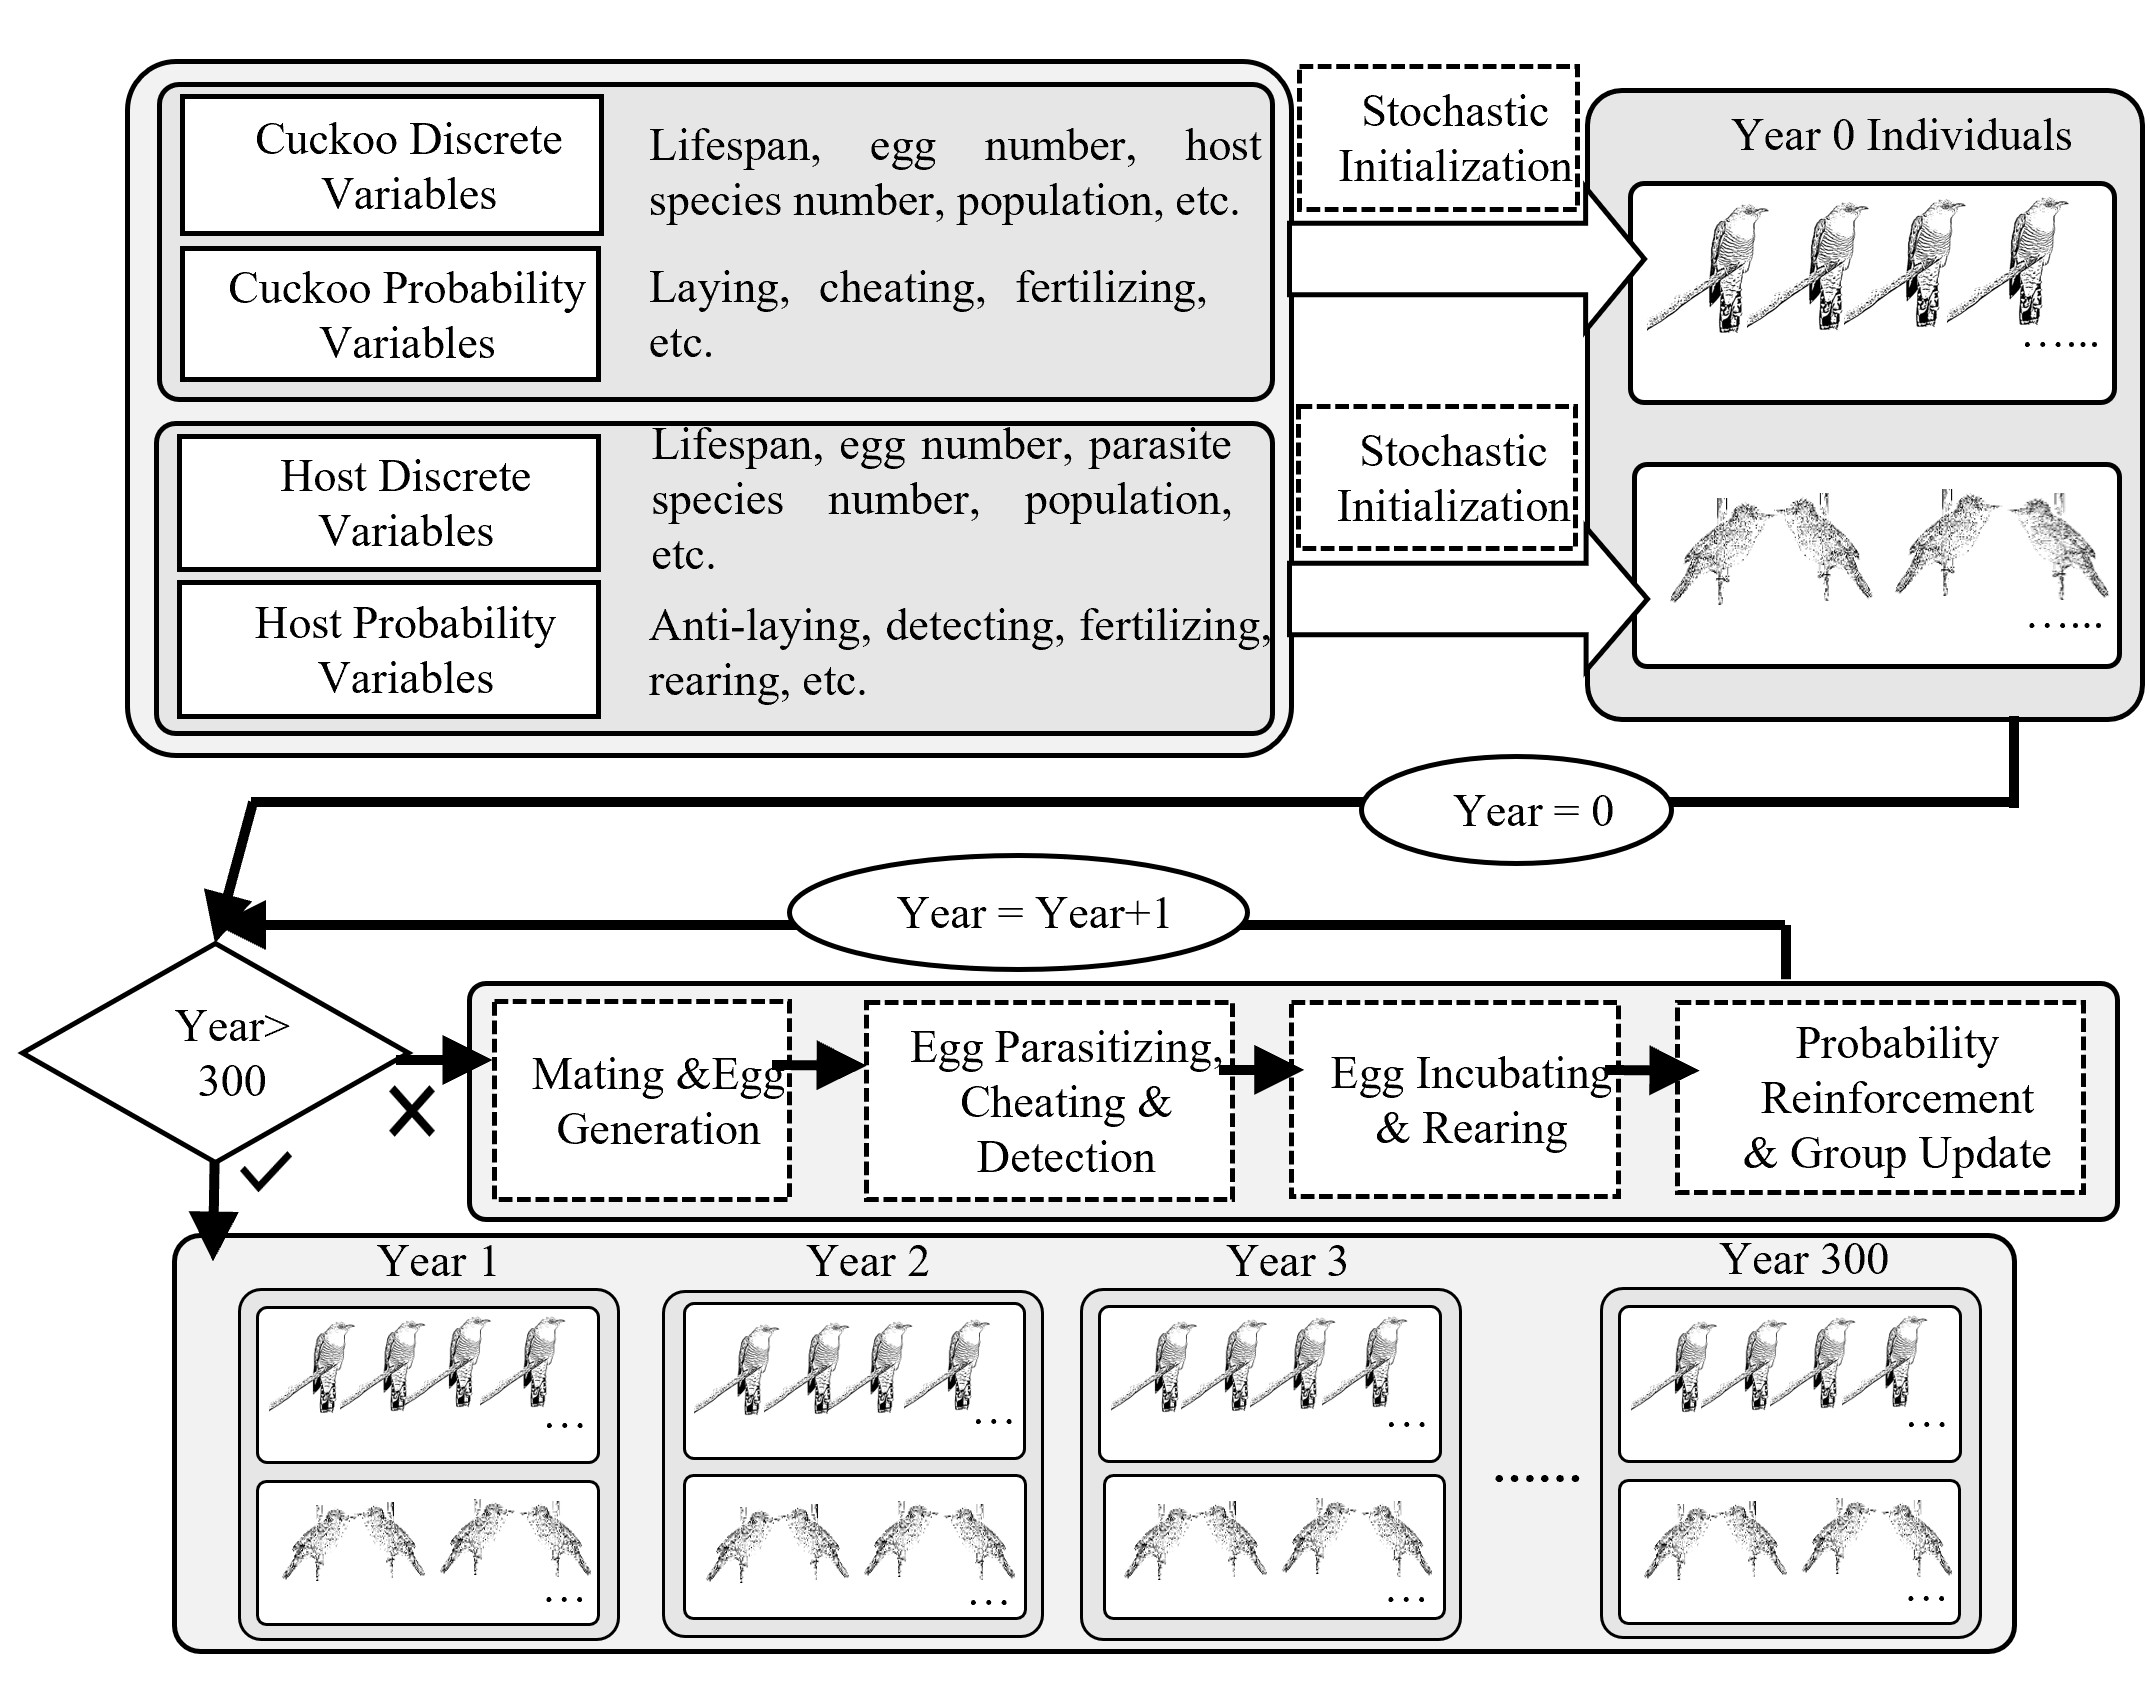 Cuckoo Discrete
Variables
Lifespan, egg number, host
species number, population, etc.
Cuckoo Probability
Variables
Laying, cheating, fertilizing,
etc.
Host Discrete
Variables
Lifespan, egg number, parasite
species number, population,
etc.
Host Probability
Variables
Anti-laying, detecting, fertilizing,
rearing, etc.
Stochastic
Initialization
Stochastic
Initialization
Year 0 Individuals
…...
…...
Year = 0
Year = Year+1
Year>
300
Mating &Egg
Generation
Egg Parasitizing,
Cheating &
Detection
Egg Incubating
& Rearing
Probability
Reinforcement
& Group Update
Year 1
Year 2
Year 3
Year 300
…
…
…
…
……
…
…
…
…